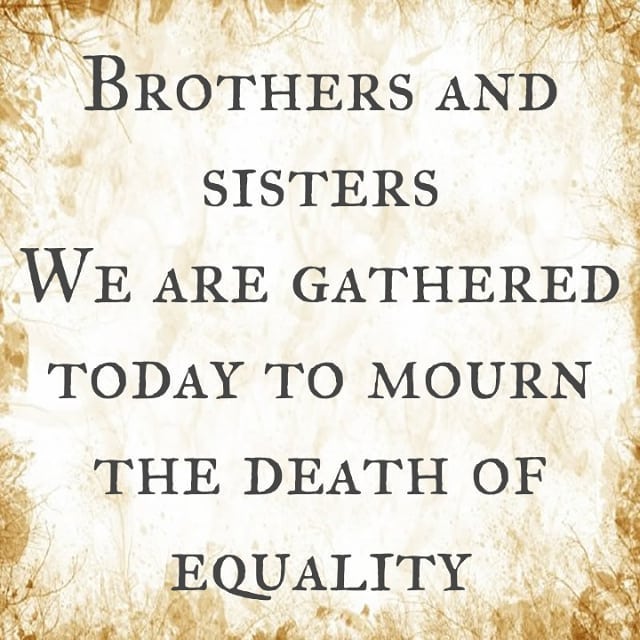 Brothers and
sisters
We are gathered
today to mourn
the death of
equality